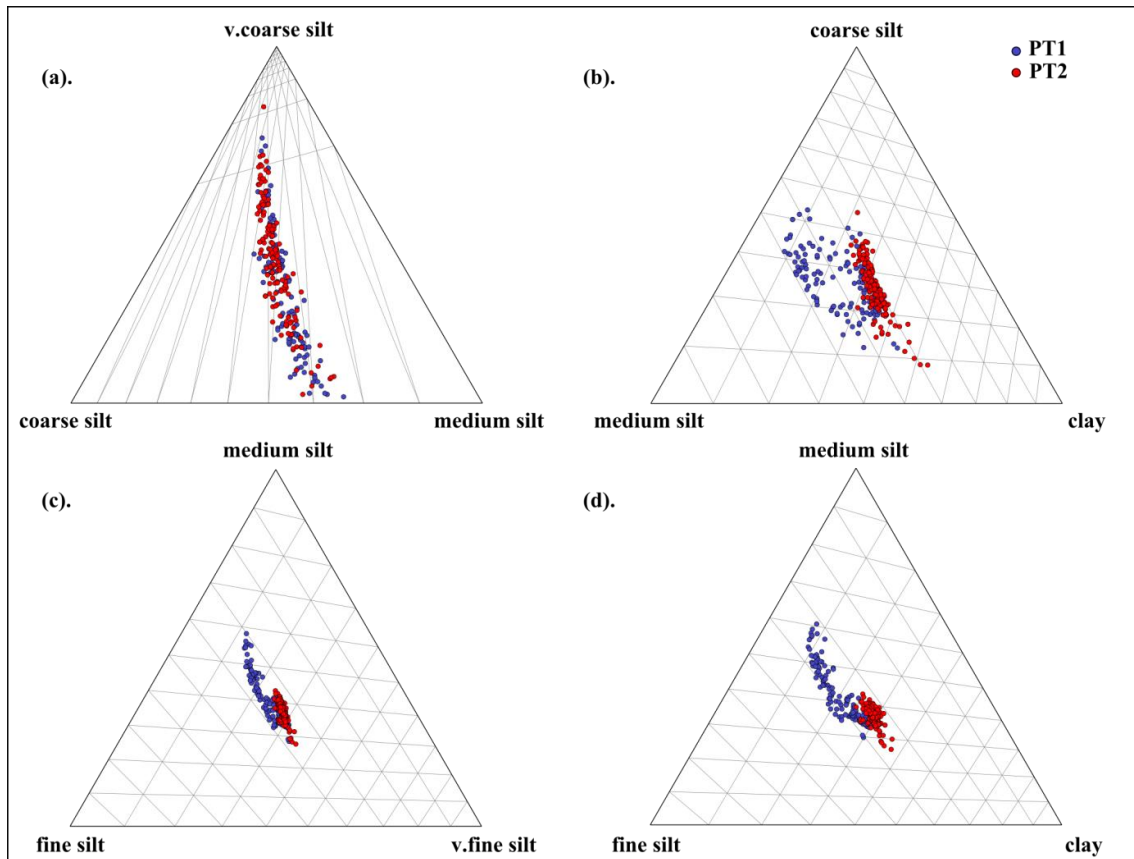 v.coarse silt
(a).
coarse silt
medium silt
coarse silt
(b).
PT1
PT2
medium silt
clay
medium silt
(c).
fine silt
v.fine silt
medium silt
(d).
fine silt
clay